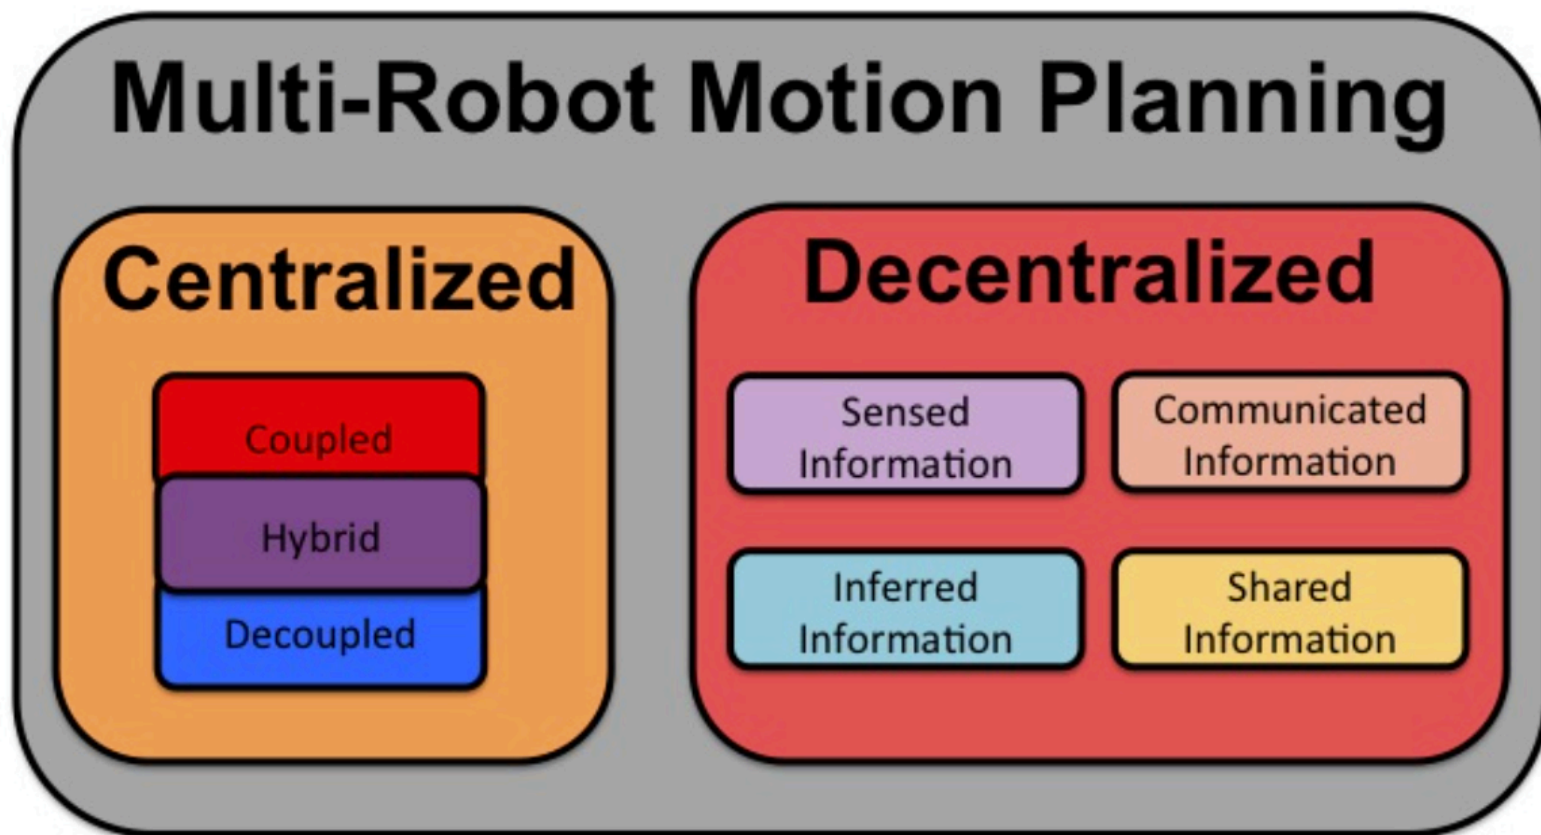 Multi-Robot Motion Planning
Centralized
Coupled
Hybrid
Decoupled
Decentralized
Sensed
Information
Communicated
Information
Inferred
Information
Shared
Information